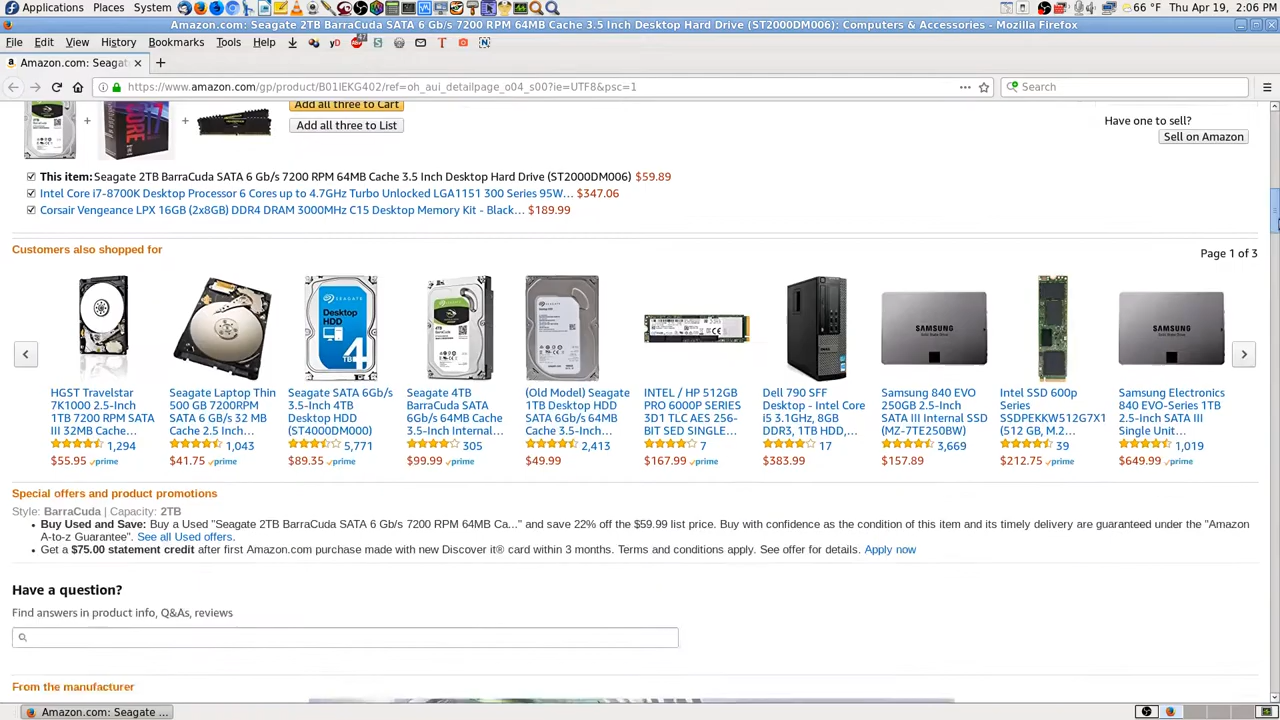 Applications Places System 66 °F Thu Apr 19, 2:06 PM
Amazon.com: Seagate 2TB BarraCuda SATA 6 Gb/s 7200 RPM 64MB Cache 3.5 Inch Desktop Hard Drive (ST2000DM006): Computers & Accessories - Mozilla Firefox
File Edit View History Bookmarks Tools Help
Amazon.com: Seagat
https://www.amazon.com/gp/product/B01IEKG402/ref=oh_aui_detailpage_o04_s00?ie=UTF8&psc=1 Search
Add all three to Cart
Add all three to List
Have one to sell?
Sell on Amazon
This item: Seagate 2TB BarraCuda SATA 6 Gb/s 7200 RPM 64MB Cache 3.5 Inch Desktop Hard Drive (ST2000DM006) $59.89
Intel Core i7-8700K Desktop Processor 6 Cores up to 4.7GHz Turbo Unlocked LGA1151 300 Series 95W… $347.06
Corsair Vengeance LPX 16GB (2x8GB) DDR4 DRAM 3000MHz C15 Desktop Memory Kit - Black… $189.99
Customers also shopped for
Page 1 of 3
HGST Travelstar
7K1000 2.5-Inch
1TB 7200 RPM SATA
III 32MB Cache…
1,294
$55.95 prime
Seagate Laptop Thin
500 GB 7200RPM
SATA 6 Gb/s 32 MB
Cache 2.5 Inch…
1,043
$41.75 prime
SEAGATE
Desktop
HDD
4TB
Seagate SATA 6Gb/s
3.5-Inch 4TB
Desktop HDD
(ST4000DM000)
5,771
$89.35 prime
Seagate 4TB
BarraCuda SATA
6Gb/s 64MB Cache
3.5-Inch Internal…
305
$99.99 prime
(Old Model) Seagate
1TB Desktop HDD
SATA 6Gb/s 64MB
Cache 3.5-Inch…
2,413
$49.99
INTEL / HP 512GB
PRO 6000P SERIES
3D1 TLC AES 256-
BIT SED SINGLE…
7
$167.99 prime
Dell 790 SFF
Desktop - Intel Core
i5 3.1GHz, 8GB
DDR3, 1TB HDD,…
17
$383.99
SAMSUNG
Samsung 840 EVO
250GB 2.5-Inch
SATA III Internal SSD
(MZ-7TE250BW)
3,669
$157.89
Intel SSD 600p
Series
SSDPEKKW512G7X1
(512 GB, M.2…
39
$212.75 prime
SAMSUNG
Samsung Electronics
840 EVO-Series 1TB
2.5-Inch SATA III
Single Unit…
1,019
$649.99 prime
Special offers and product promotions
Style: BarraCuda | Capacity: 2TB
Buy Used and Save: Buy a Used "Seagate 2TB BarraCuda SATA 6 Gb/s 7200 RPM 64MB Ca..." and save 22% off the $59.99 list price. Buy with confidence as the condition of this item and its timely delivery are guaranteed under the "Amazon
A-to-z Guarantee". See all Used offers.
Get a $75.00 statement credit after first Amazon.com purchase made with new Discover it® card within 3 months. Terms and conditions apply. See offer for details. Apply now
Have a question?
Find answers in product info, Q&As, reviews
From the manufacturer
Amazon.com: Seagate ...